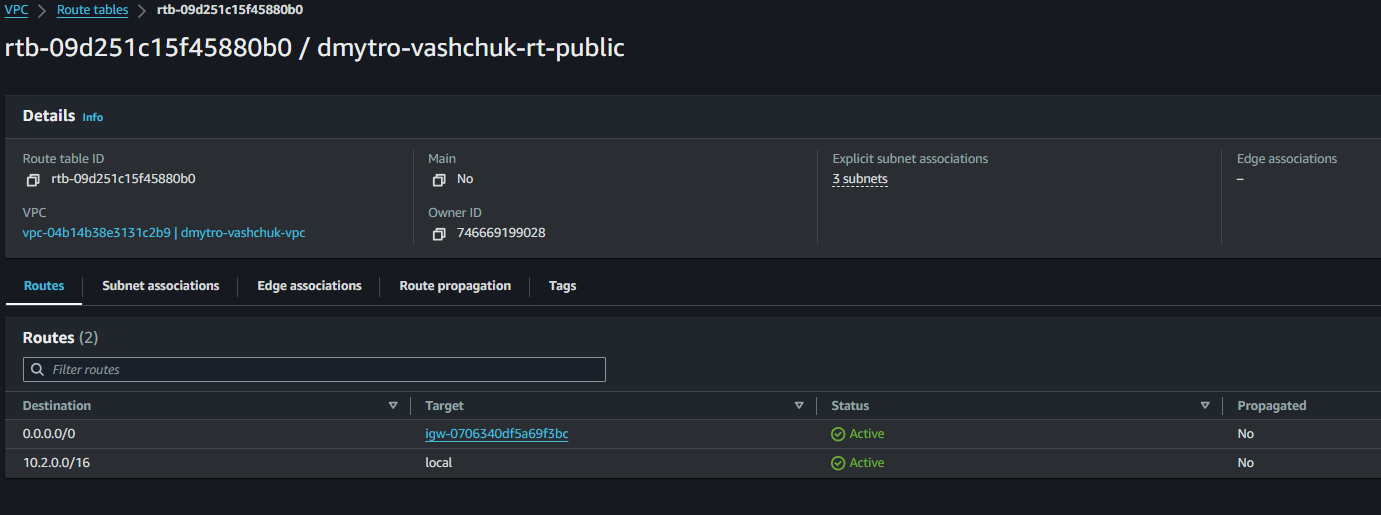 VPC > Route tables > rtb-09d251c15f45880b0
rtb-09d251c15f45880b0 / dmytro-vashchuk-rt-public
Details Info
Route table ID Main Explicit subnet associations Edge associations
rtb-09d251c15f45880b0 No 3 subnets –
VPC Owner ID
vpc-04b14b38e3131c2b9 | dmytro-vashchuk-vpc 746669199028
Routes Subnet associations Edge associations Route propagation Tags
Routes (2)
Filter routes
Destination Target Status Propagated
0.0.0.0/0 igw-0706340df5a69f3bc Active No
10.2.0.0/16 local Active No